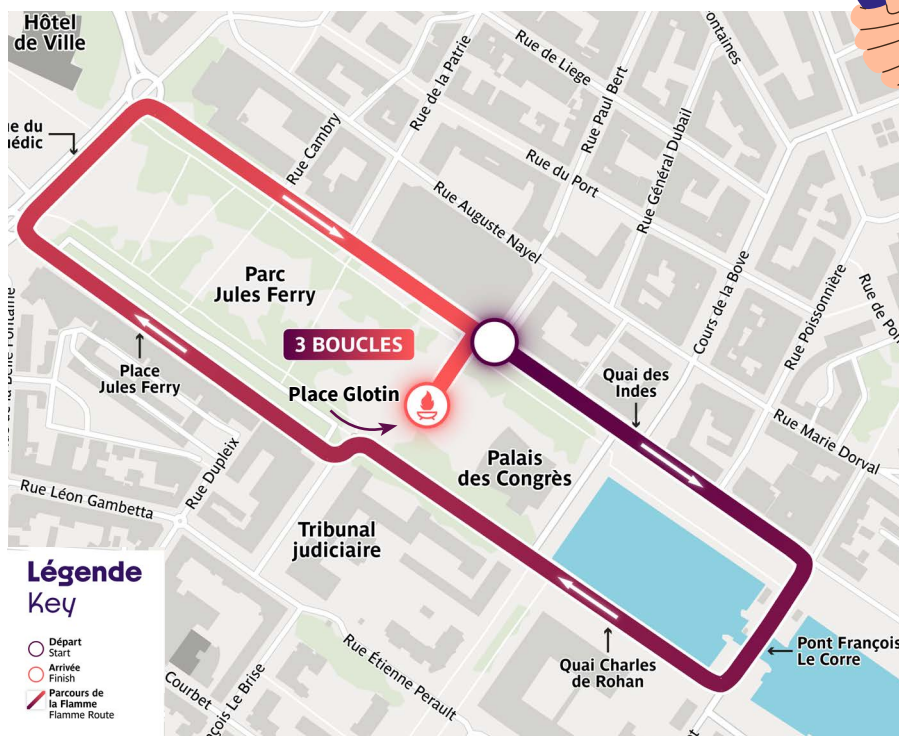 Hôtel
de Ville
Rue de Liege
Rue de la Patrie
Rue Paul Bert
Rue Cambry
Rue du Port
Rue Général Dubail
Rue Auguste Nayel
Parc
Jules Ferry
3 BOUCLES
Place
Jules Ferry
Place Glotin
Quai des
Indes
Cours de la Bove
Rue Poissonnière
Rue Marie Dorval
Palais
des Congrès
Rue Dupleix
Rue Léon Gambetta
Tribunal
judiciaire
Rue Étienne Perault
Quai Charles
de Rohan
Pont François
Le Corre
Courbet
Le Brise
Légende
Key
Départ
Start
Arrivée
Finish
Parcours de
la Flamme
Flamme Route